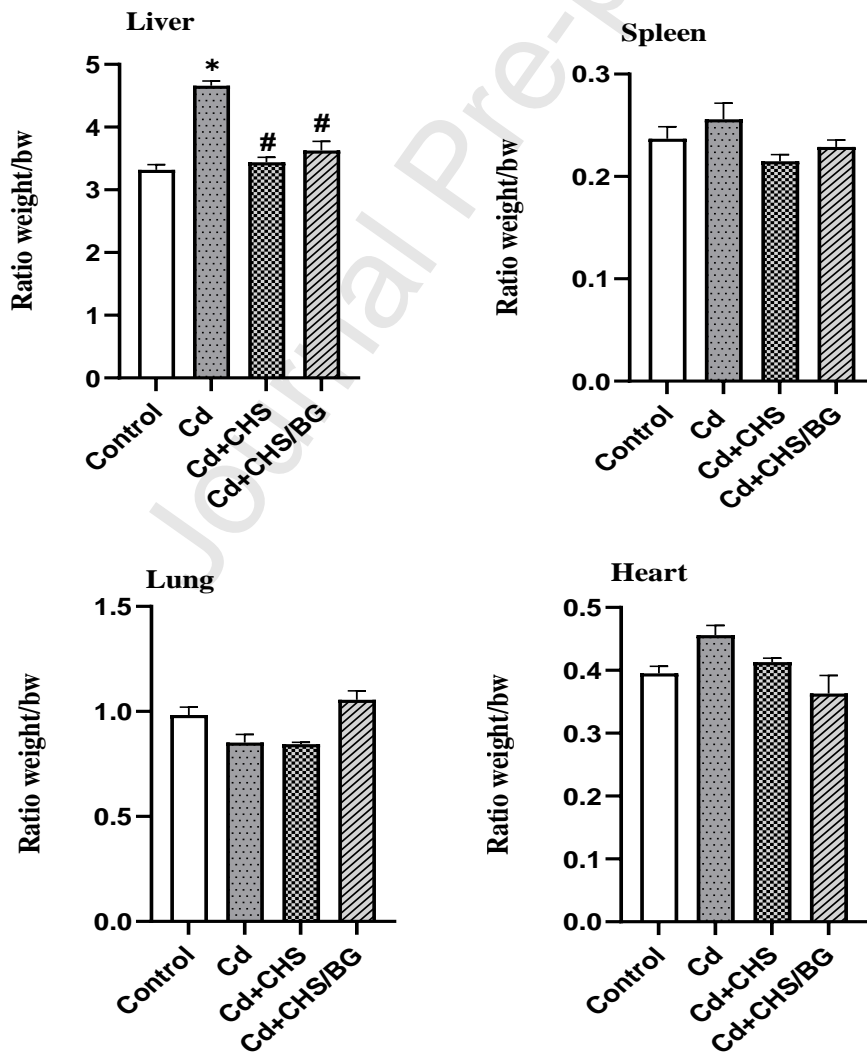 Liver
Ratio weight/bw
5
4
3
2
1
0
*
#
#
Control
Cd
Cd+CHS
Cd+CHS/BG
Spleen
Ratio weight/bw
0.3
0.2
0.1
0.0
Control
Cd
Cd+CHS
Cd+CHS/BG
Lung
Ratio weight/bw
1.5
1.0
0.5
0.0
Control
Cd
Cd+CHS
Cd+CHS/BG
Heart
Ratio weight/bw
0.5
0.4
0.3
0.2
0.1
0.0
Control
Cd
Cd+CHS
Cd+CHS/BG
Journal Pre-p